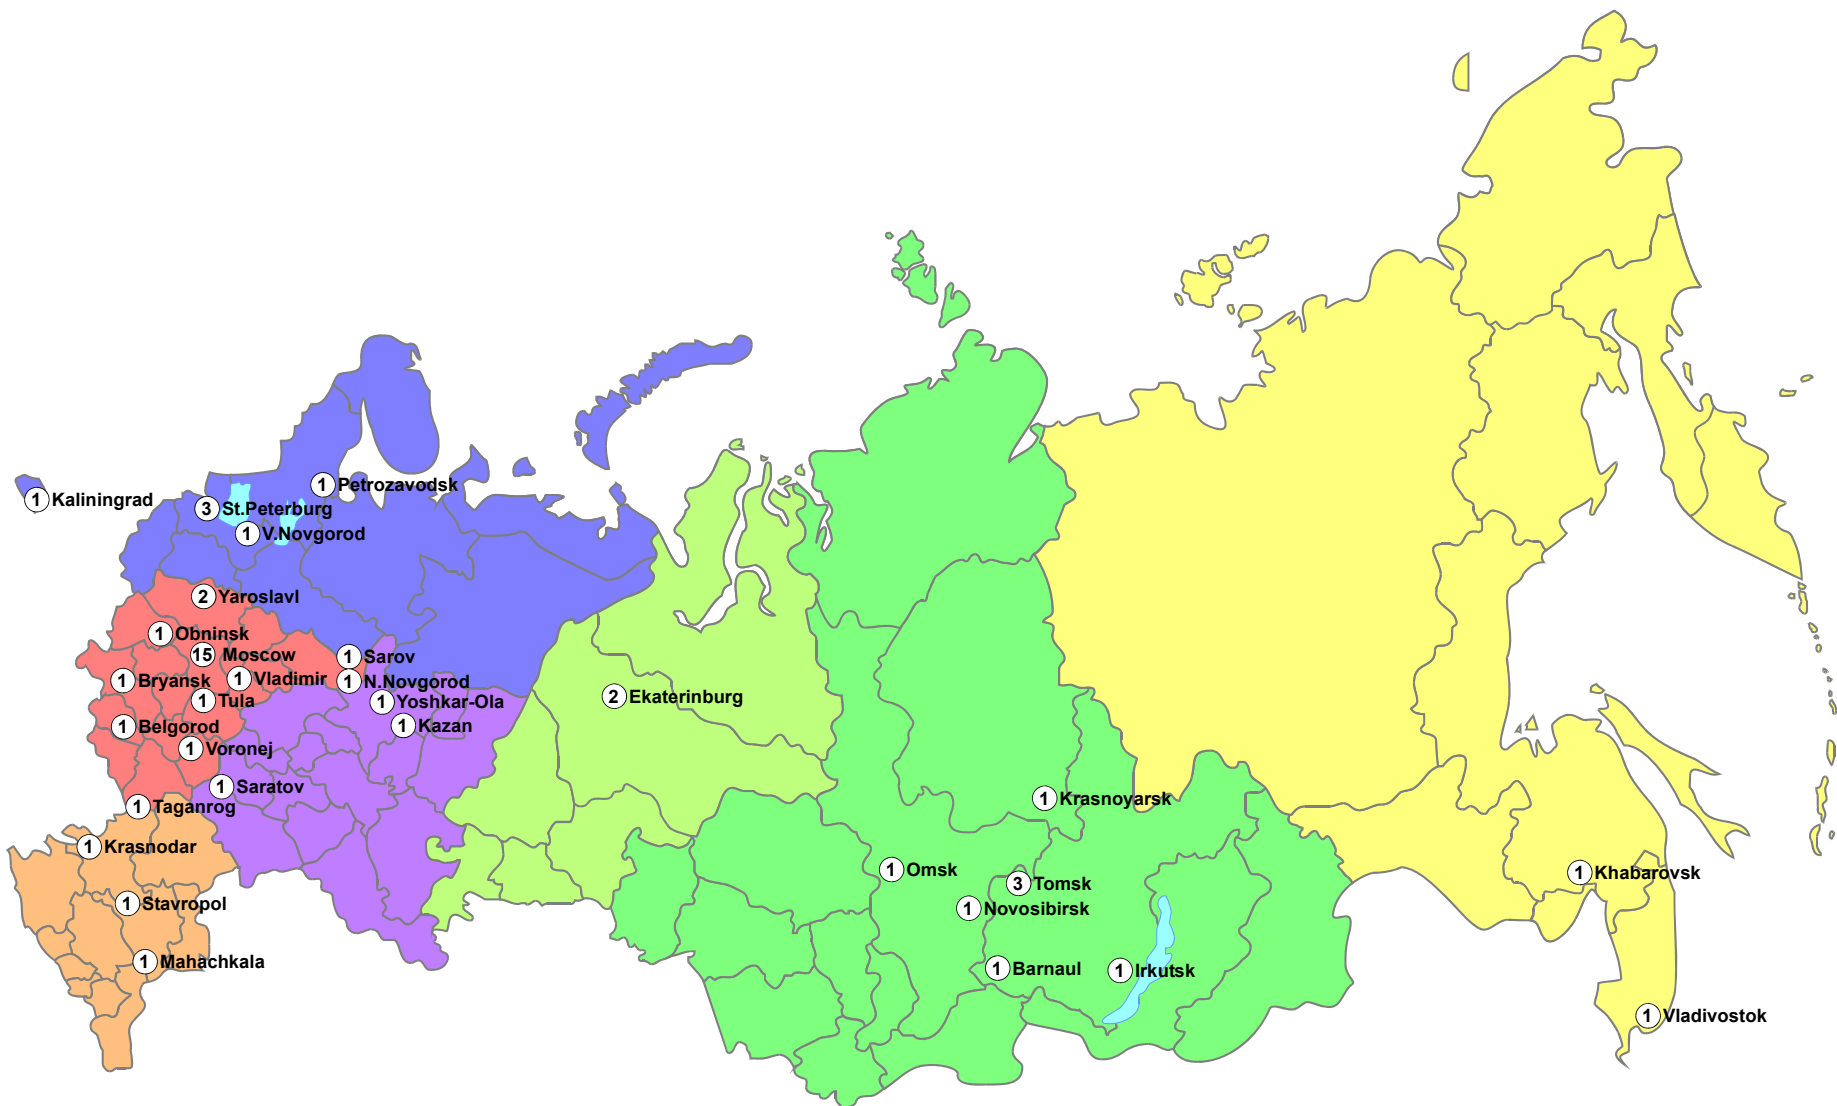 1 Petrozavodsk
1 Kaliningrad
3 St.Peterburg
1 V.Novgorod
2 Yaroslavl
1 Obninsk
15 Moscow
1 Sarov
1 Bryansk
1 Vladimir
1 N.Novgorod
2 Ekaterinburg
1 Tula
1 Yoshkar-Ola
1 Belgorod
1 Kazan
1 Voronej
1 Saratov
1 Krasnoyarsk
1 Taganrog
1 Krasnodar
1 Omsk
1 Khabarovsk
3 Tomsk
1 Stavropol
1 Novosibirsk
1 Mahachkala
1 Barnaul
1 Irkutsk
1 Vladivostok